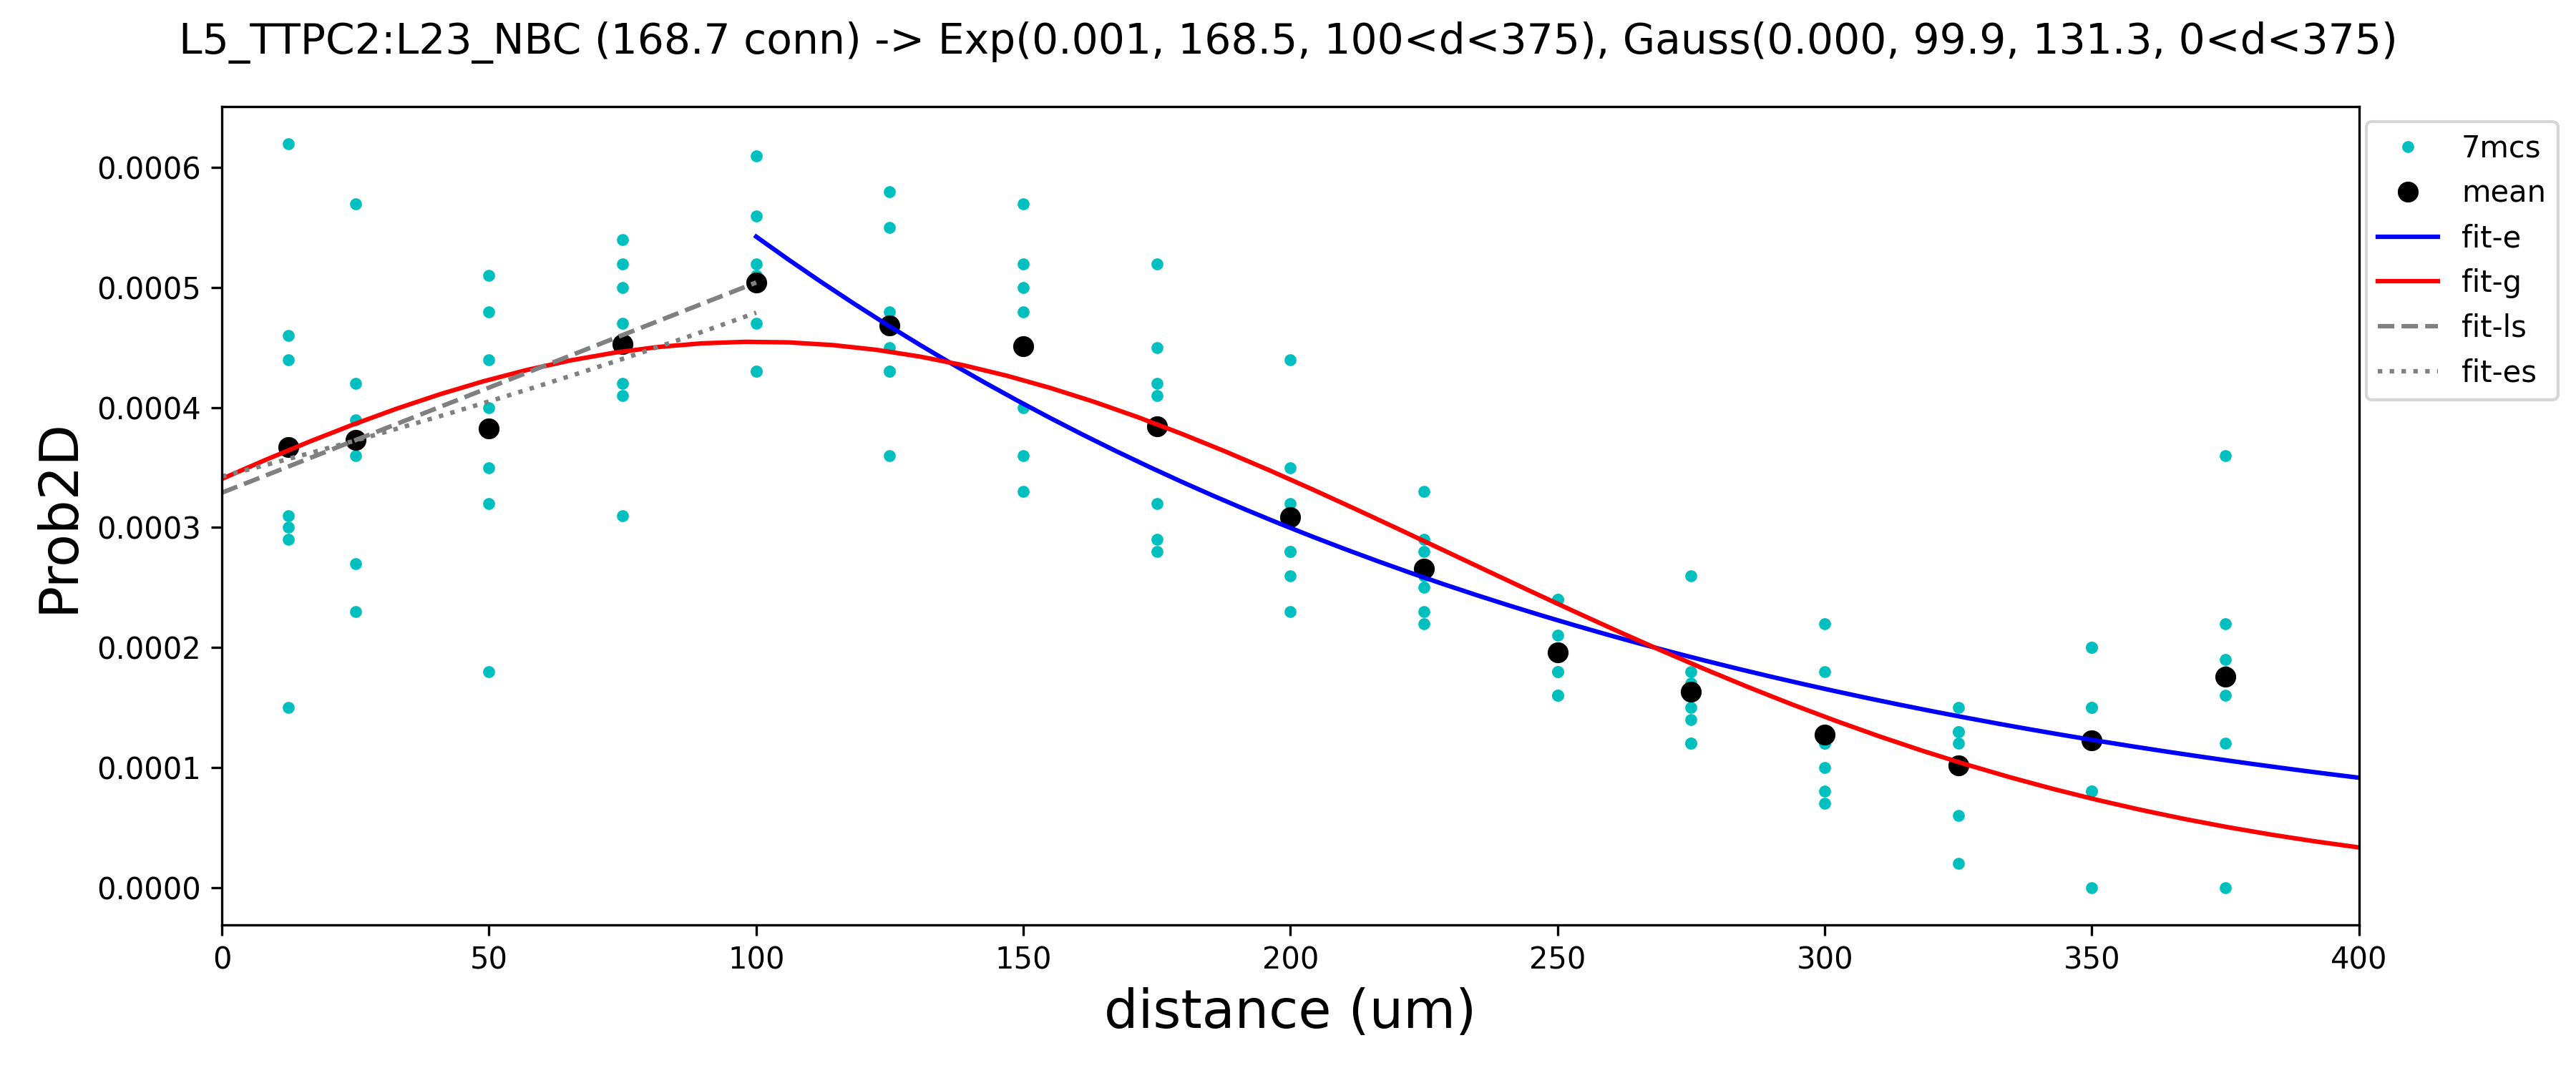 L5_TTPC2:L23_NBC (168.7 conn) -> Exp(0.001, 168.5, 100<d<375), Gauss(0.000, 99.9, 131.3, 0<d<375)
7mcs
mean
fit-e
fit-g
fit-ls
fit-es
Prob2D
0.0006
0.0005
0.0004
0.0003
0.0002
0.0001
0.0000
0 50 100 150 200 250 300 350 400
distance (um)